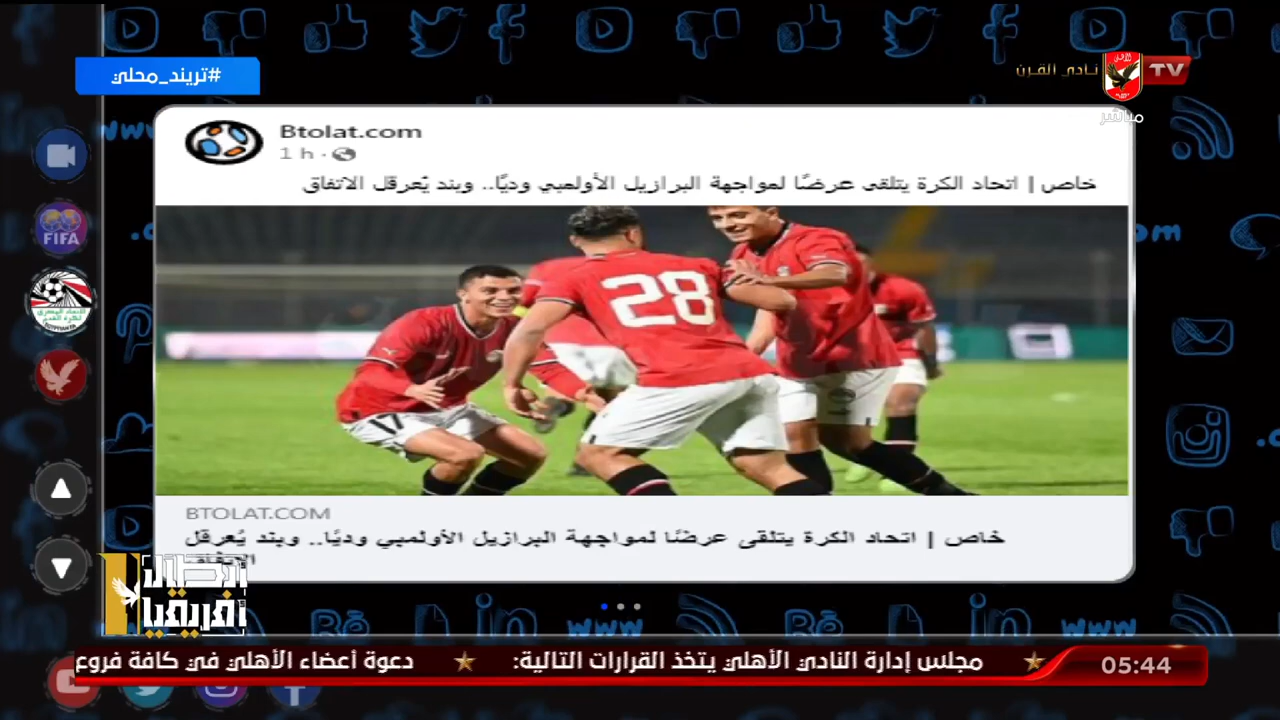 #تريند_محلي
نادي القرن
TV
مباشر
Btolat.com
1 h
خاص | اتحاد الكرة يتلقى عرضًا لمواجهة البرازيل الأولمبي وديًا.. وبند يُعرقل الاتفاق
FIFA
28
17
BTOLAT.COM
خاص | اتحاد الكرة يتلقى عرضًا لمواجهة البرازيل الأولمبي وديًا.. وبند يُعرقل
الاتفاق
أبطال
أفريقيا
مجلس إدارة النادي الأهلي يتخذ القرارات التالية:
دعوة أعضاء الأهلي في كافة فروع
05:44